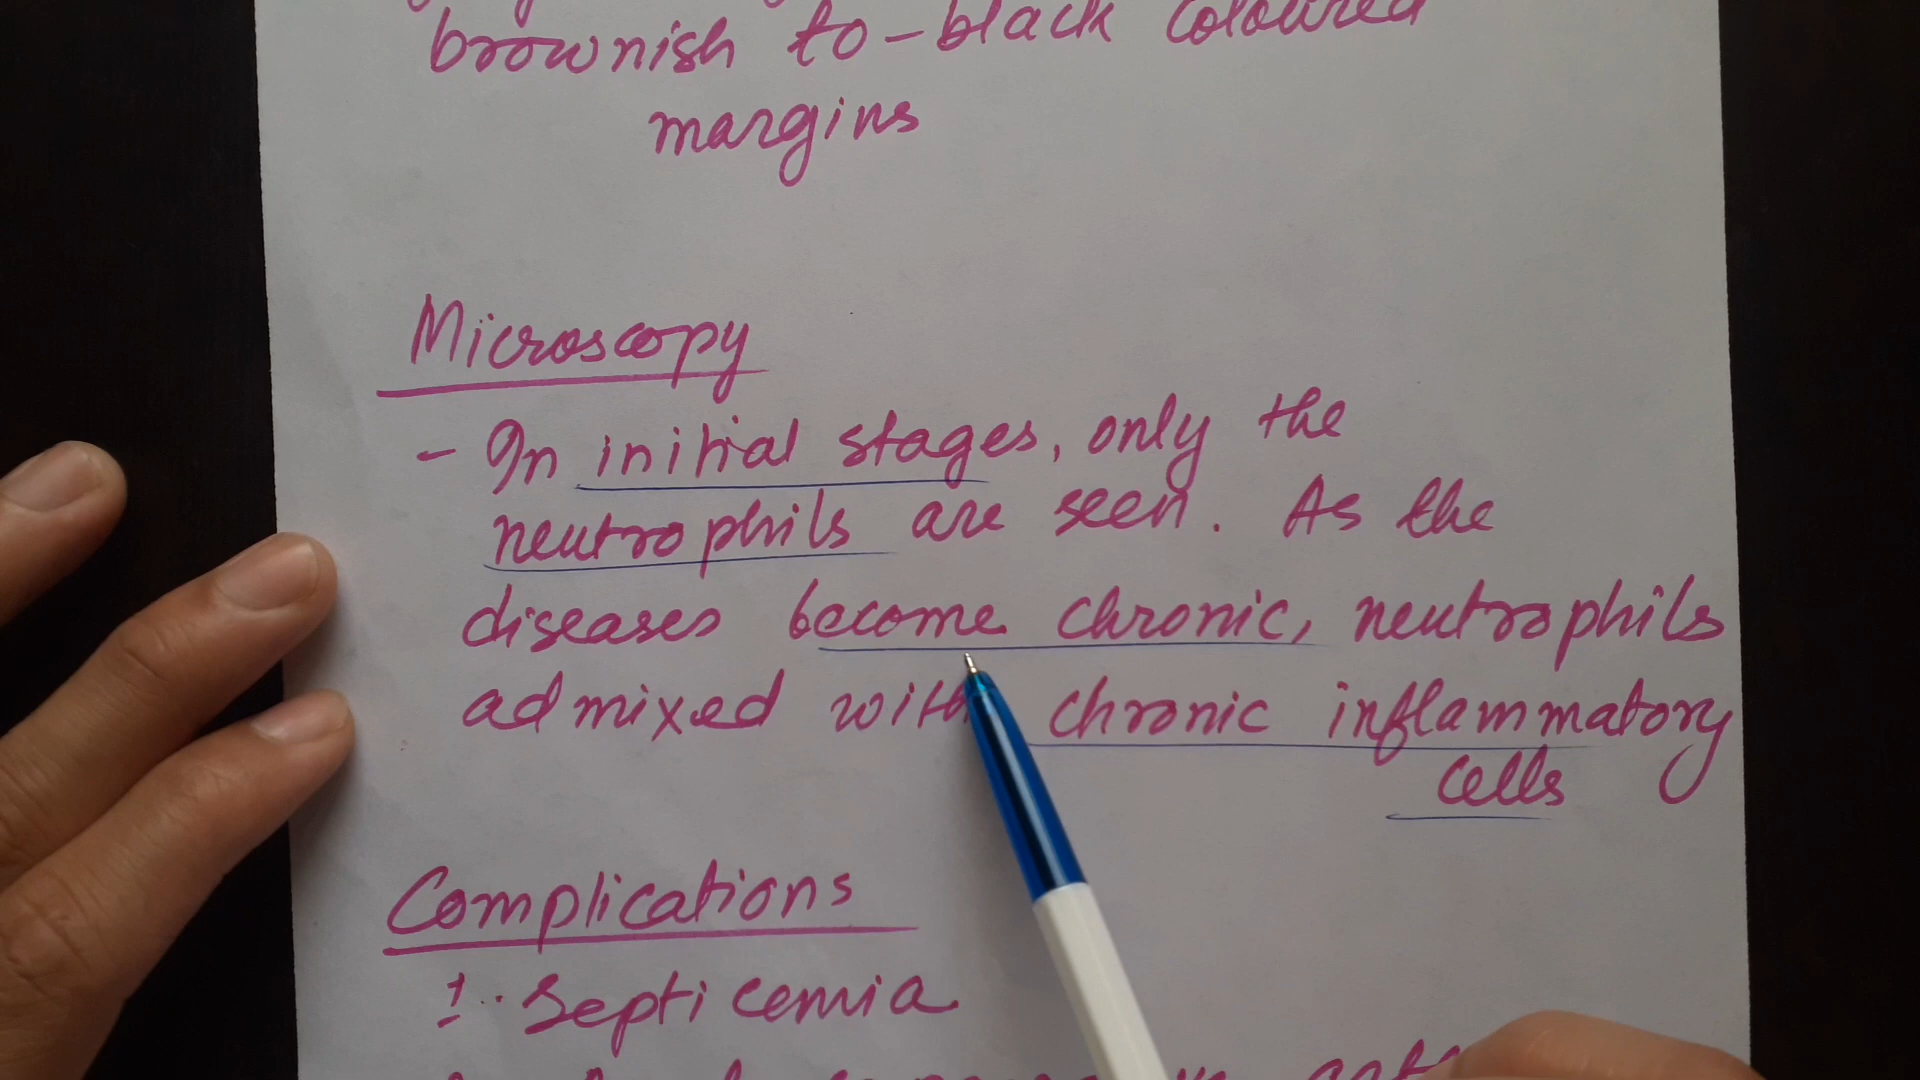 brownish to-black coloured
margins
Microscopy
- In initial stages, only the
neutrophils are seen. As the
diseases become chronic, neutrophils
admixed with chronic inflammatory
cells
Complications
1. Septicemia